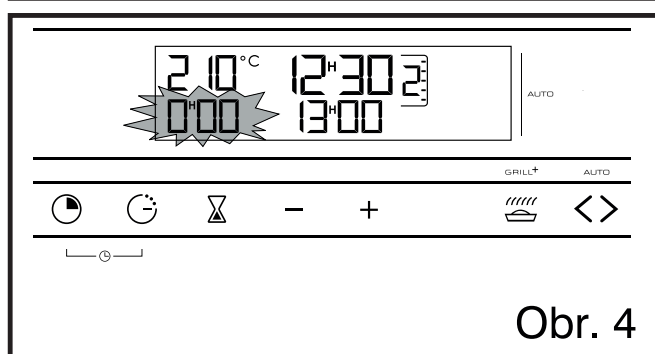 210°C 12H30 2
0H00 13H00
AUTO
GRILL+ AUTO
− +
Obr. 4